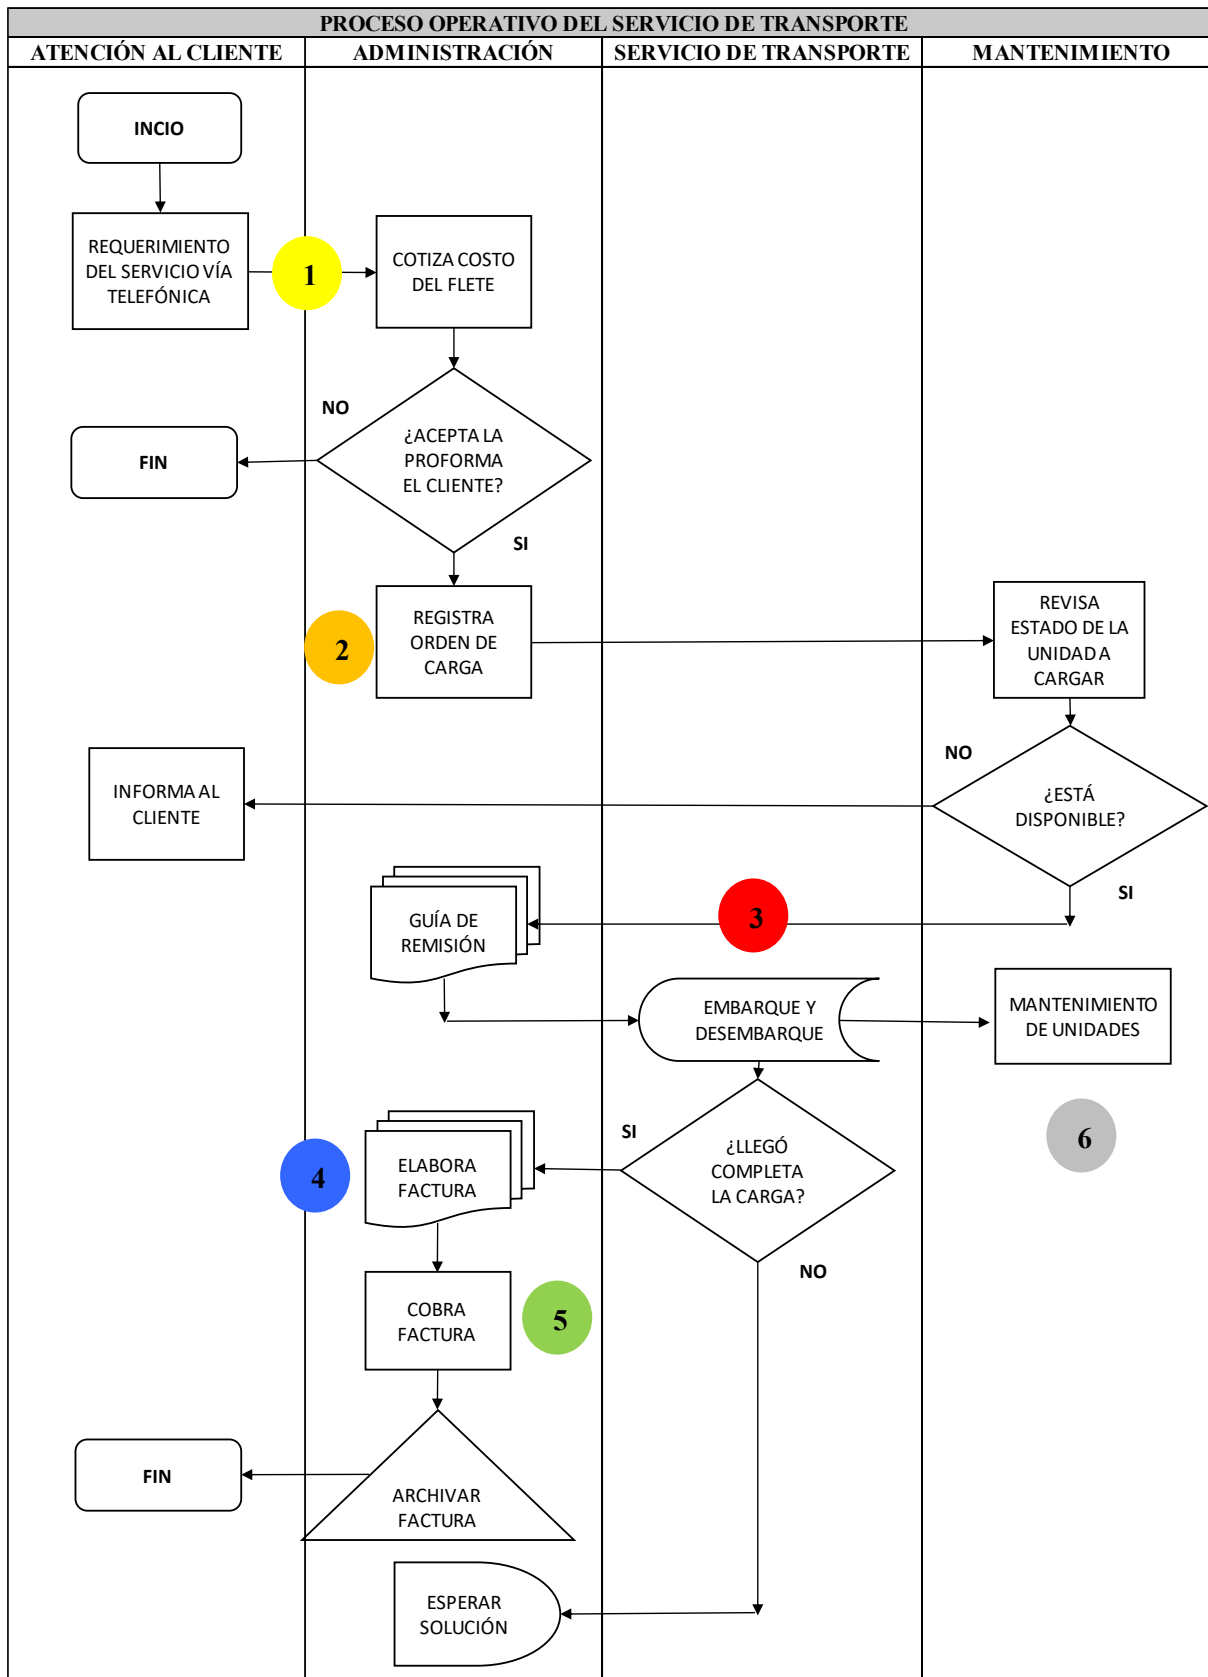 PROCESO OPERATIVO DEL SERVICIO DE TRANSPORTE
ATENCIÓN AL CLIENTE
ADMINISTRACIÓN
SERVICIO DE TRANSPORTE
MANTENIMIENTO
INCIO
REQUERIMIENTO
DEL SERVICIO VÍA
TELEFÓNICA
1
COTIZA COSTO
DEL FLETE
NO
¿ACEPTA LA
PROFORMA
EL CLIENTE?
FIN
SI
2
REGISTRA
ORDEN DE
CARGA
REVISA
ESTADO DE LA
UNIDAD A
CARGAR
NO
¿ESTÁ
DISPONIBLE?
INFORMA AL
CLIENTE
SI
3
GUÍA DE
REMISIÓN
EMBARQUE Y
DESEMBARQUE
MANTENIMIENTO
DE UNIDADES
6
SI
¿LLEGÓ
COMPLETA
LA CARGA?
4
ELABORA
FACTURA
NO
COBRA
FACTURA
5
FIN
ARCHIVAR
FACTURA
ESPERAR
SOLUCIÓN